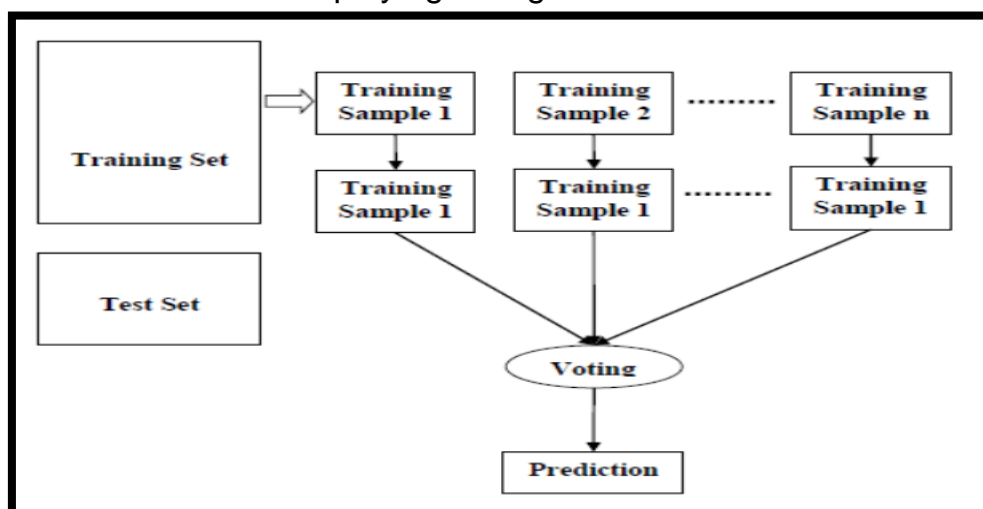 Training Set
Training
Sample 1
Training
Sample 2
Training
Sample n
Training
Sample 1
Training
Sample 1
Training
Sample 1
Test Set
Voting
Prediction